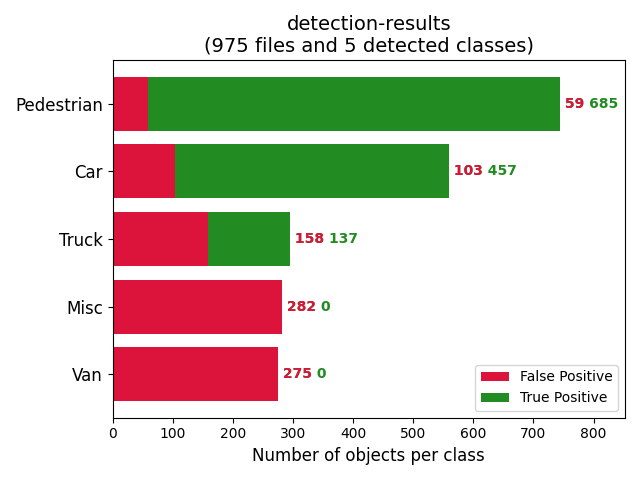 detection-results
(975 files and 5 detected classes)
Pedestrian 59 685
Car 103 457
Truck 158 137
Misc 282 0
Van 275 0
False Positive
True Positive
0 100 200 300 400 500 600 700 800
Number of objects per class